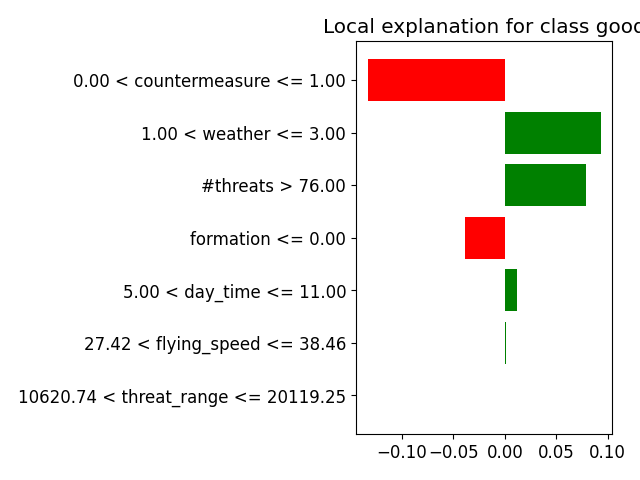 Local explanation for class good
0.00 < countermeasure <= 1.00
1.00 < weather <= 3.00
#threats > 76.00
formation <= 0.00
5.00 < day_time <= 11.00
27.42 < flying_speed <= 38.46
10620.74 < threat_range <= 20119.25
−0.10 −0.05 0.00 0.05 0.10